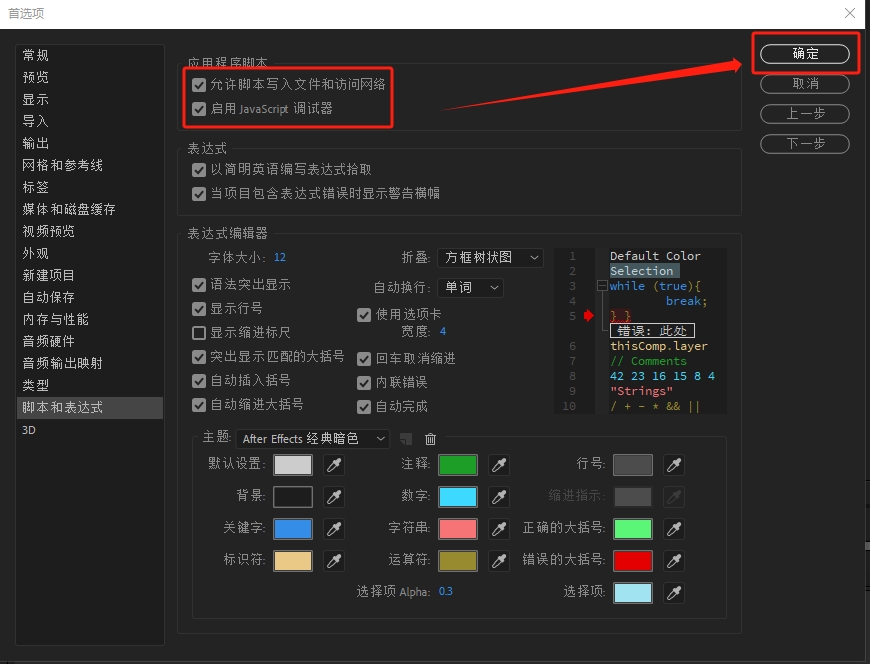 首选项
常规
预览
显示
导入
输出
网格和参考线
标签
媒体和磁盘缓存
视频预览
外观
新建项目
自动保存
内存与性能
音频硬件
音频输出映射
类型
脚本和表达式
3D
应用程序脚本
允许脚本写入文件和访问网络
启用 JavaScript 调试器
表达式
以简明英语编写表达式拾取
当项目包含表达式错误时显示警告横幅
表达式编辑器
字体大小: 12
折叠: 方框树状图
语法突出显示
自动换行: 单词
显示行号
使用选项卡
显示缩进标尺
宽度: 4
突出显示匹配的大括号
回车取消缩进
自动插入括号
内联错误
自动缩进大括号
自动完成
1 Default Color
2 Selection
3 while (true){
4 break;
5 } }
错误: 此处
6 thisComp.layer
7 // Comments
8 42 23 16 15 8 4
9 "Strings"
10 / + - * && ||
主题: After Effects 经典暗色
默认设置: 注释: 行号:
背景: 数字: 缩进指示:
关键字: 字符串: 正确的大括号:
标识符: 运算符: 错误的大括号:
选择项 Alpha: 0.3 选择项:
确定
取消
上一步
下一步